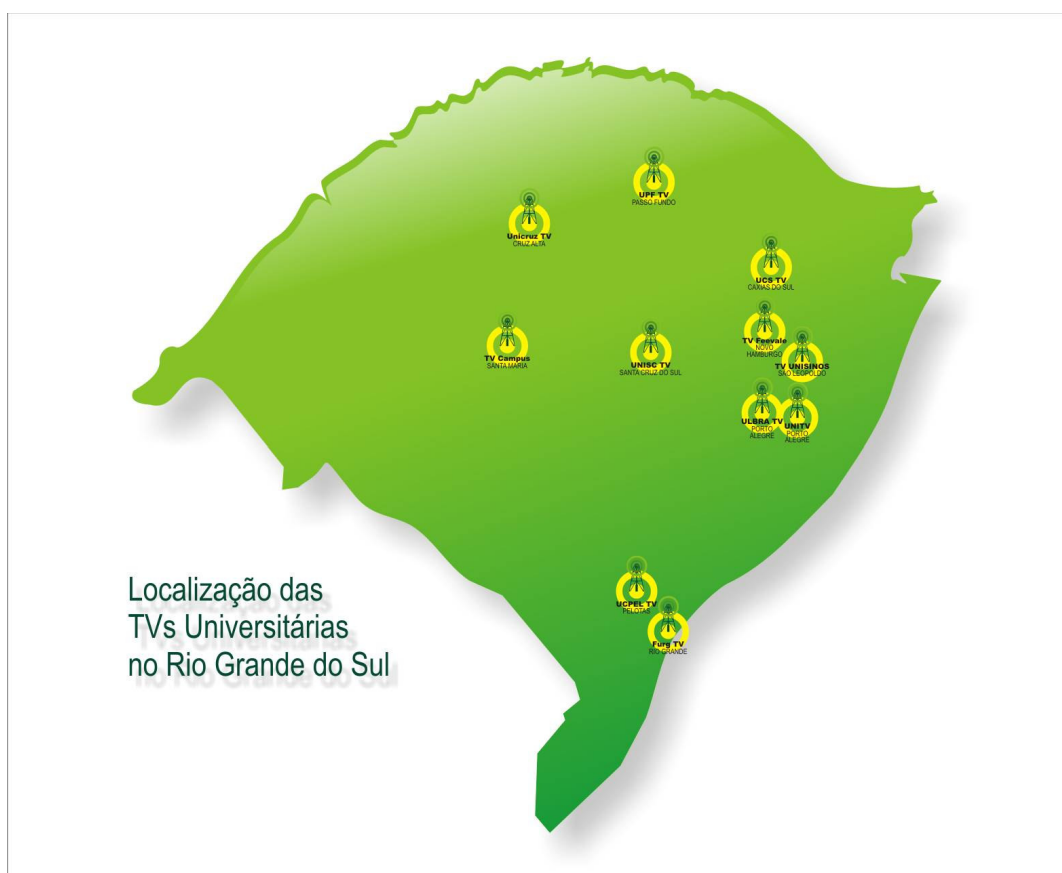 UPF TV
PASSO FUNDO
Unicruz TV
CRUZ ALTA
UCS TV
CAXIAS DO SUL
TV Feevale
NOVO
HAMBURGO
TV Campus
SANTA MARIA
UNISC TV
SANTA CRUZ DO SUL
TV UNISINOS
SÃO LEOPOLDO
ULBRA TV
PORTO
ALEGRE
UNITV
PORTO
ALEGRE
UCPEL TV
PELOTAS
Furg TV
RIO GRANDE
Localização das
TVs Universitárias
no Rio Grande do Sul